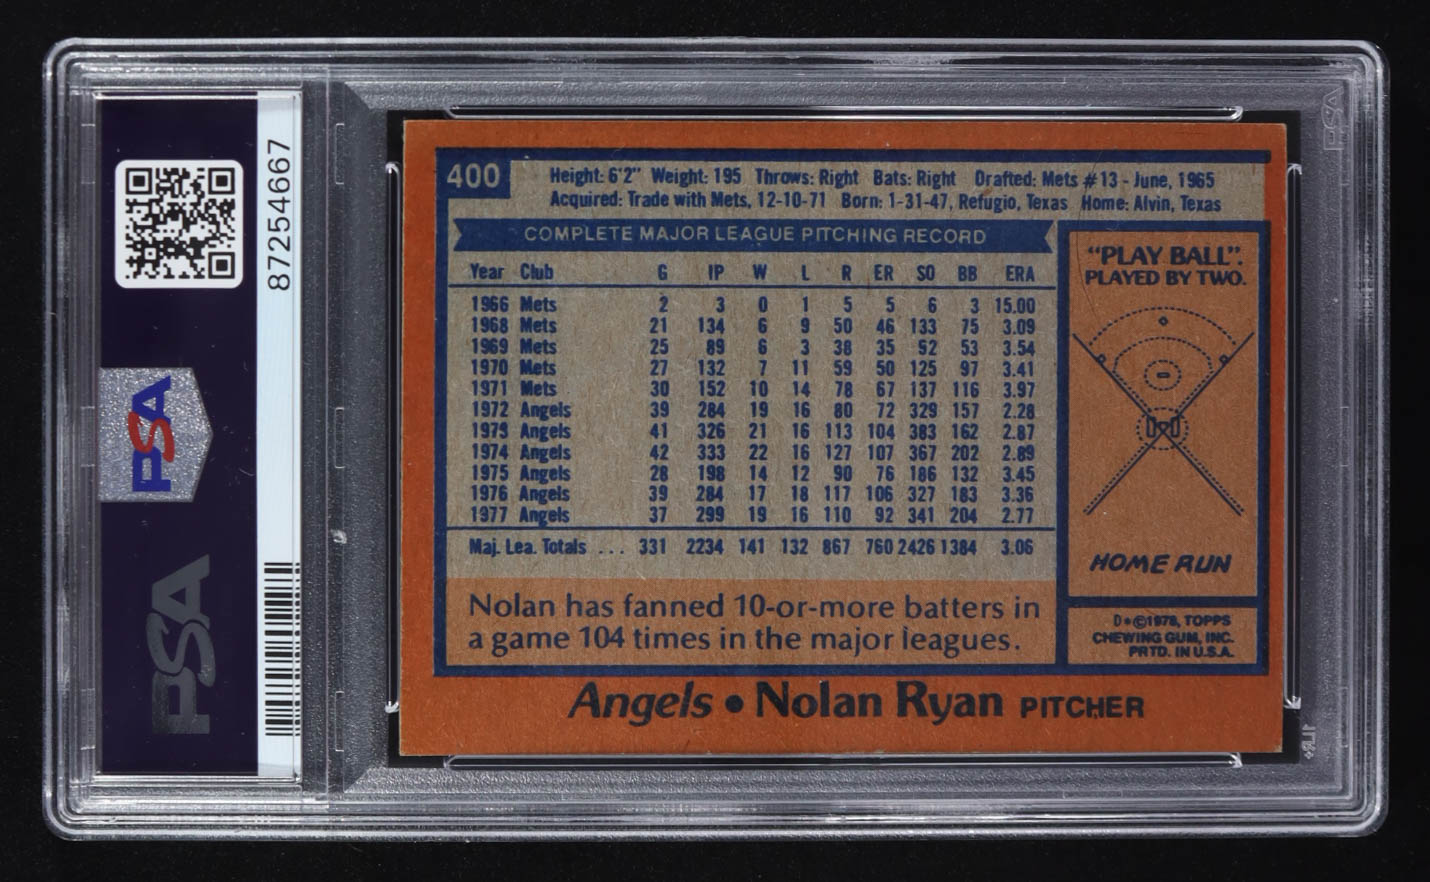 87254667
PSA
PSA
400
Height: 6'2" Weight: 195 Throws: Right Bats: Right Drafted: Mets #13 - June, 1965
Acquired: Trade with Mets, 12-10-71 Born: 1-31-47, Refugio, Texas Home: Alvin, Texas
COMPLETE MAJOR LEAGUE PITCHING RECORD
Year Club G IP W L R ER SO BB ERA
1966 Mets 2 3 0 1 5 5 6 3 15.00
1968 Mets 21 134 6 9 50 46 133 75 3.09
1969 Mets 25 89 6 3 38 35 92 53 3.54
1970 Mets 27 132 7 11 59 50 125 97 3.41
1971 Mets 30 152 10 14 78 67 137 116 3.97
1972 Angels 39 284 19 16 80 72 329 157 2.28
1973 Angels 41 326 21 16 113 104 383 162 2.87
1974 Angels 42 333 22 16 127 107 367 202 2.89
1975 Angels 28 198 14 12 90 76 186 132 3.45
1976 Angels 39 284 17 18 117 106 327 183 3.36
1977 Angels 37 299 19 16 110 92 341 204 2.77
Maj. Lea. Totals ... 331 2234 141 132 867 760 2426 1384 3.06
Nolan has fanned 10-or-more batters in
a game 104 times in the major leagues.
"PLAY BALL".
PLAYED BY TWO.
HOME RUN
D*©1978, TOPPS
CHEWING GUM, INC.
PRTD. IN U.S.A.
Angels • Nolan Ryan PITCHER
PSA